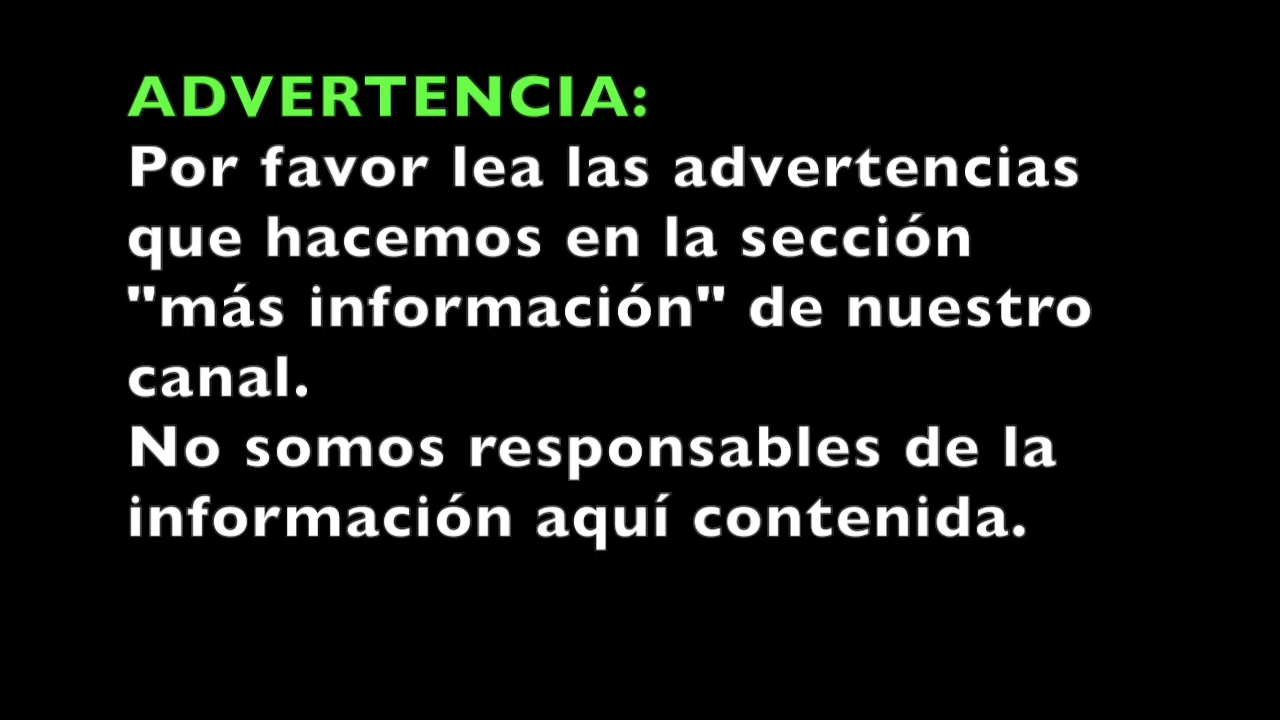 ADVERTENCIA:
Por favor lea las advertencias
que hacemos en la sección
"más información" de nuestro
canal.
No somos responsables de la
información aquí contenida.